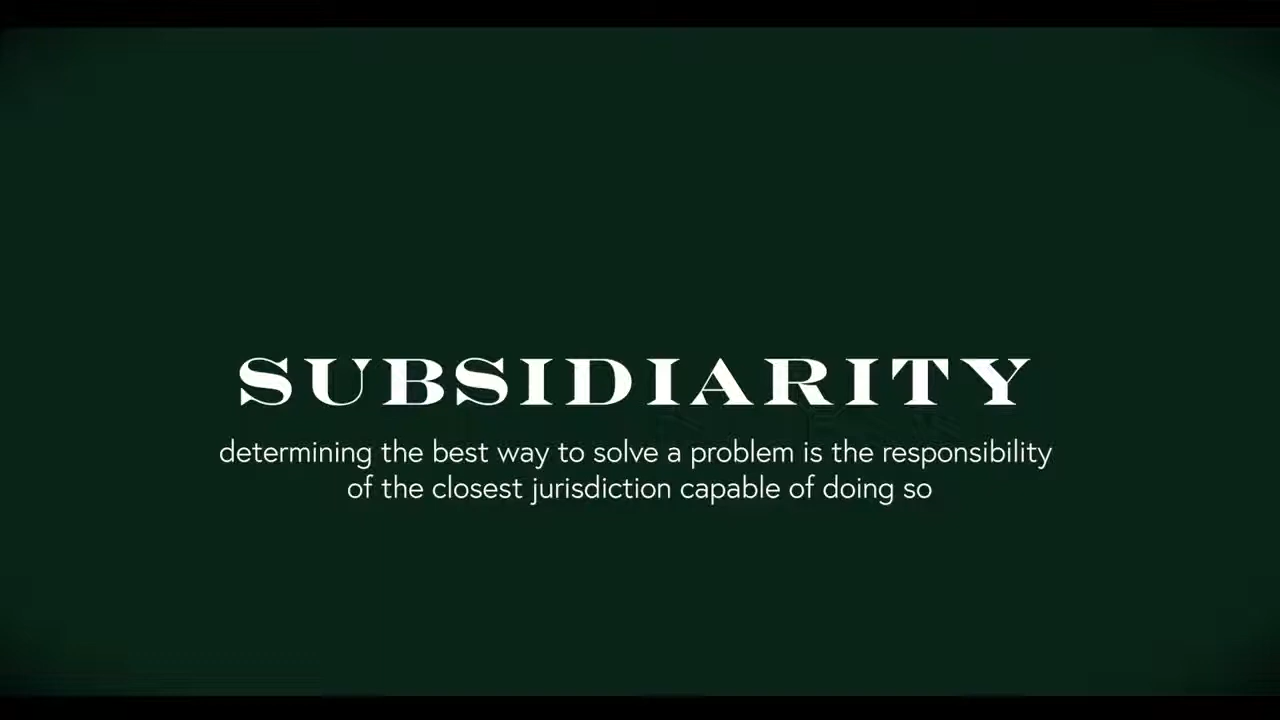 SUBSIDIARITY
determining the best way to solve a problem is the responsibility
of the closest jurisdiction capable of doing so